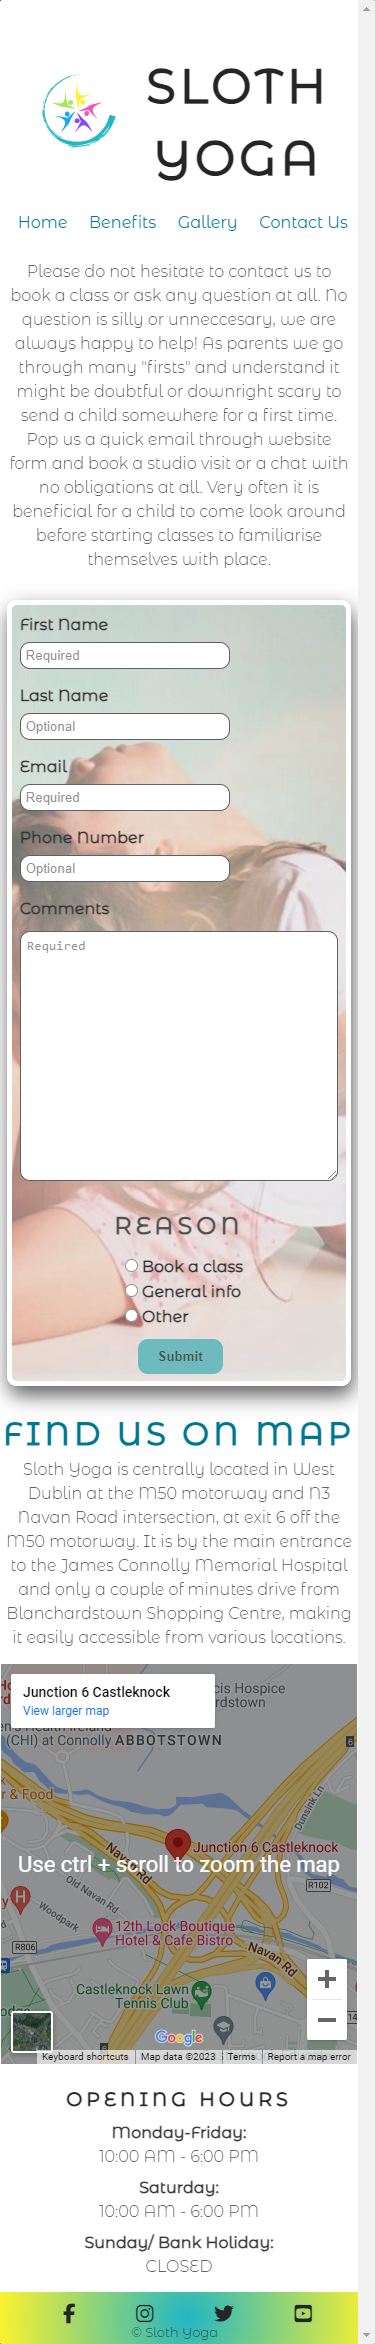 SLOTH
YOGA
Home Benefits Gallery Contact Us
Please do not hesitate to contact us to
book a class or ask any question at all. No
question is silly or unneccesary, we are
always happy to help! As parents we go
through many "firsts" and understand it
might be doubtful or downright scary to
send a child somewhere for a first time.
Pop us a quick email through website
form and book a studio visit or a chat with
no obligations at all. Very often it is
beneficial for a child to come look around
before starting classes to familiarise
themselves with place.
First Name
Required
Last Name
Optional
Email
Required
Phone Number
Optional
Comments
Required
REASON
Book a class
General info
Other
Submit
FIND US ON MAP
Sloth Yoga is centrally located in West
Dublin at the M50 motorway and N3
Navan Road intersection, at exit 6 off the
M50 motorway. It is by the main entrance
to the James Connolly Memorial Hospital
and only a couple of minutes drive from
Blanchardstown Shopping Centre, making
it easily accessible from various locations.
Junction 6 Castleknock
View larger map
cis Hospice
rdstown
(CHI) at Connolly ABBOTSTOWN
r & Food
Dunsink Ln
Navan Rd
Junction 6 Castleknock
Use ctrl + scroll to zoom the map
Old Navan Rd
R102
Woodpark
12th Lock Boutique
Hotel & Cafe Bistro
R806
Navan Rd
Castleknock Lawn
Tennis Club
Google
Keyboard shortcuts Map data ©2023 Terms Report a map error
OPENING HOURS
Monday-Friday:
10:00 AM - 6:00 PM
Saturday:
10:00 AM - 6:00 PM
Sunday/ Bank Holiday:
CLOSED
© Sloth Yoga